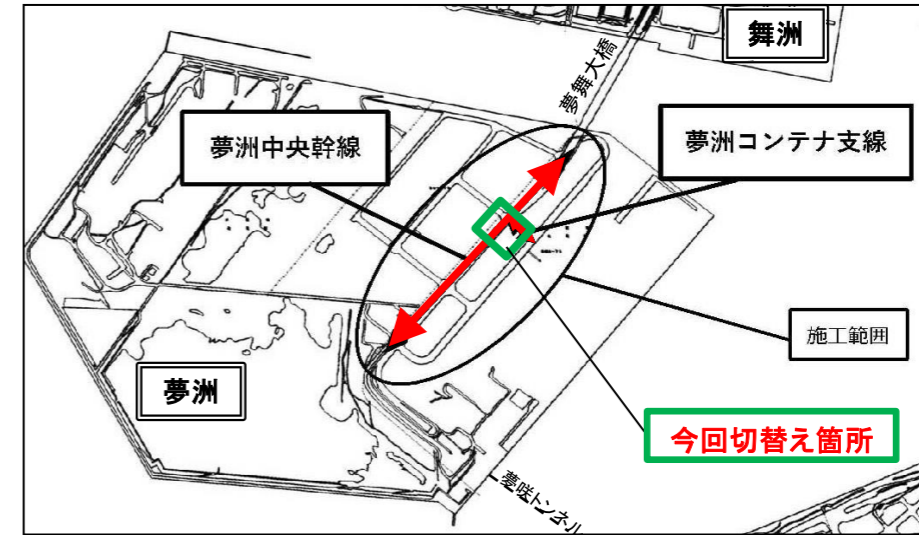 舞洲
夢舞大橋
夢洲中央幹線
夢洲コンテナ支線
施工範囲
夢洲
今回切替え箇所
夢咲トンネル